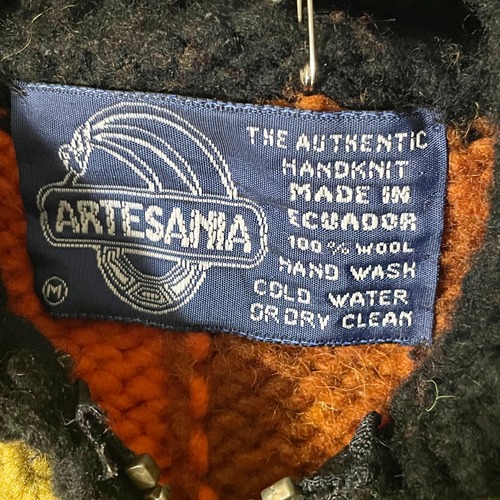 ARTESANIA
M
THE AUTHENTIC
HANDKNIT
MADE IN
ECUADOR
100% WOOL
HAND WASH
COLD WATER
OR DRY CLEAN